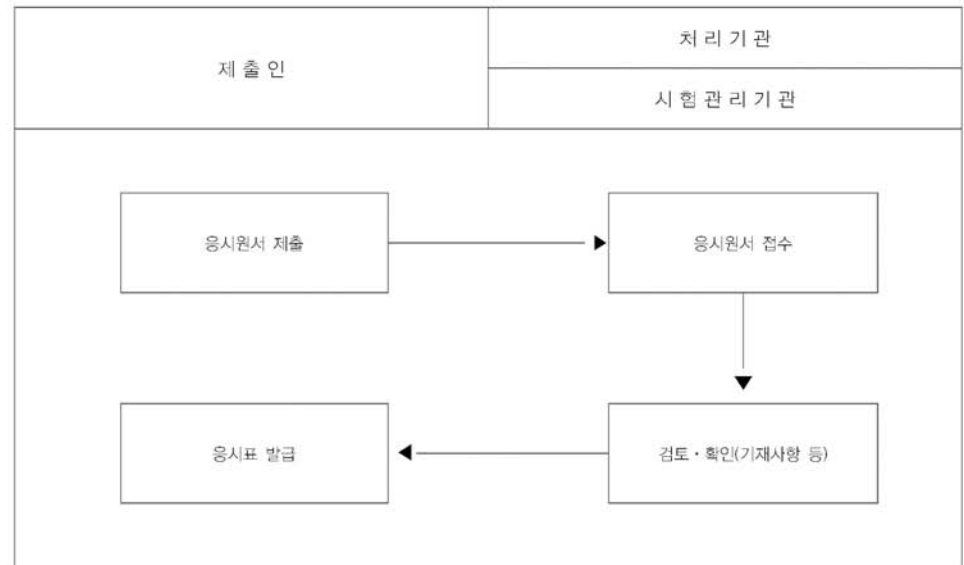 제 출 인
처 리 기 관
시 험 관 리 기 관
응시원서 제출
응시원서 접수
응시표 발급
검토・확인(기재사항 등)